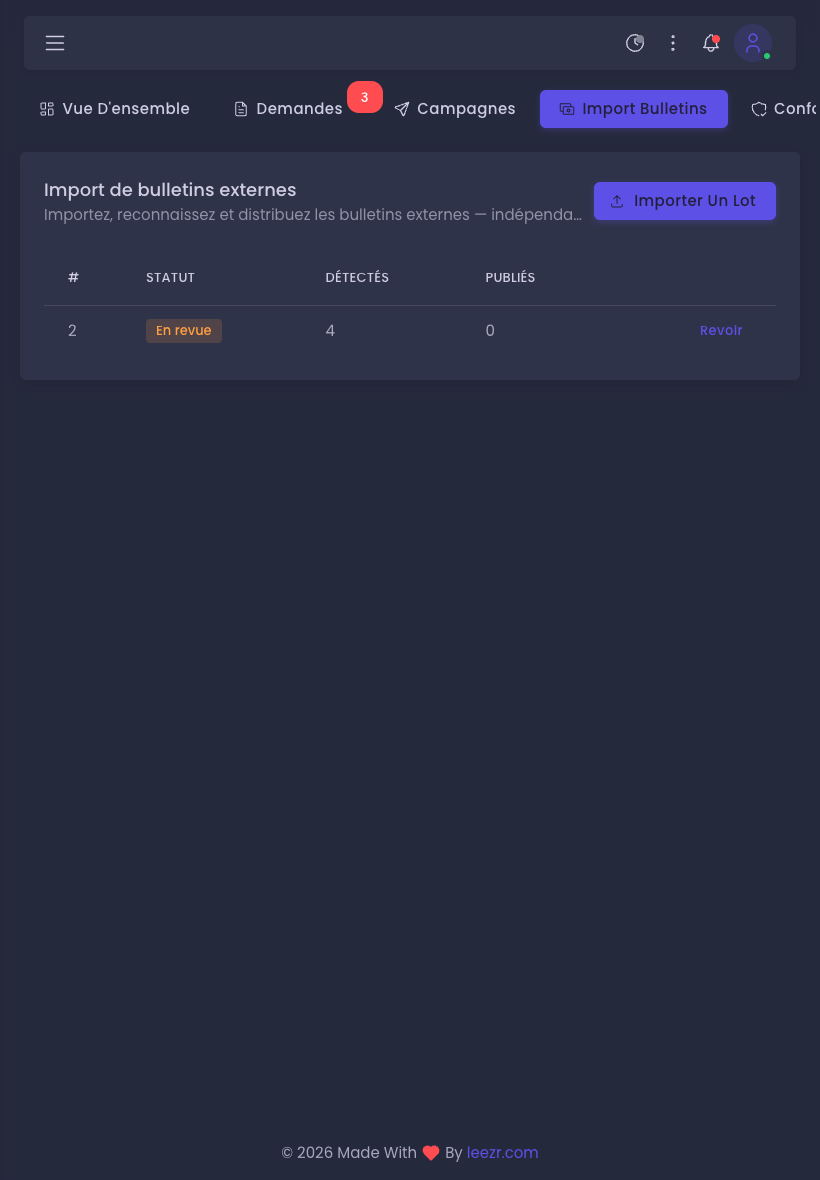 Vue D'ensemble
Demandes
3
Campagnes
Import Bulletins
Import de bulletins externes
Importez, reconnaissez et distribuez les bulletins externes — indépenda...
Importer Un Lot
# STATUT DÉTECTÉS PUBLIÉS
2 En revue 4 0 Revoir
© 2026 Made With By leezr.com